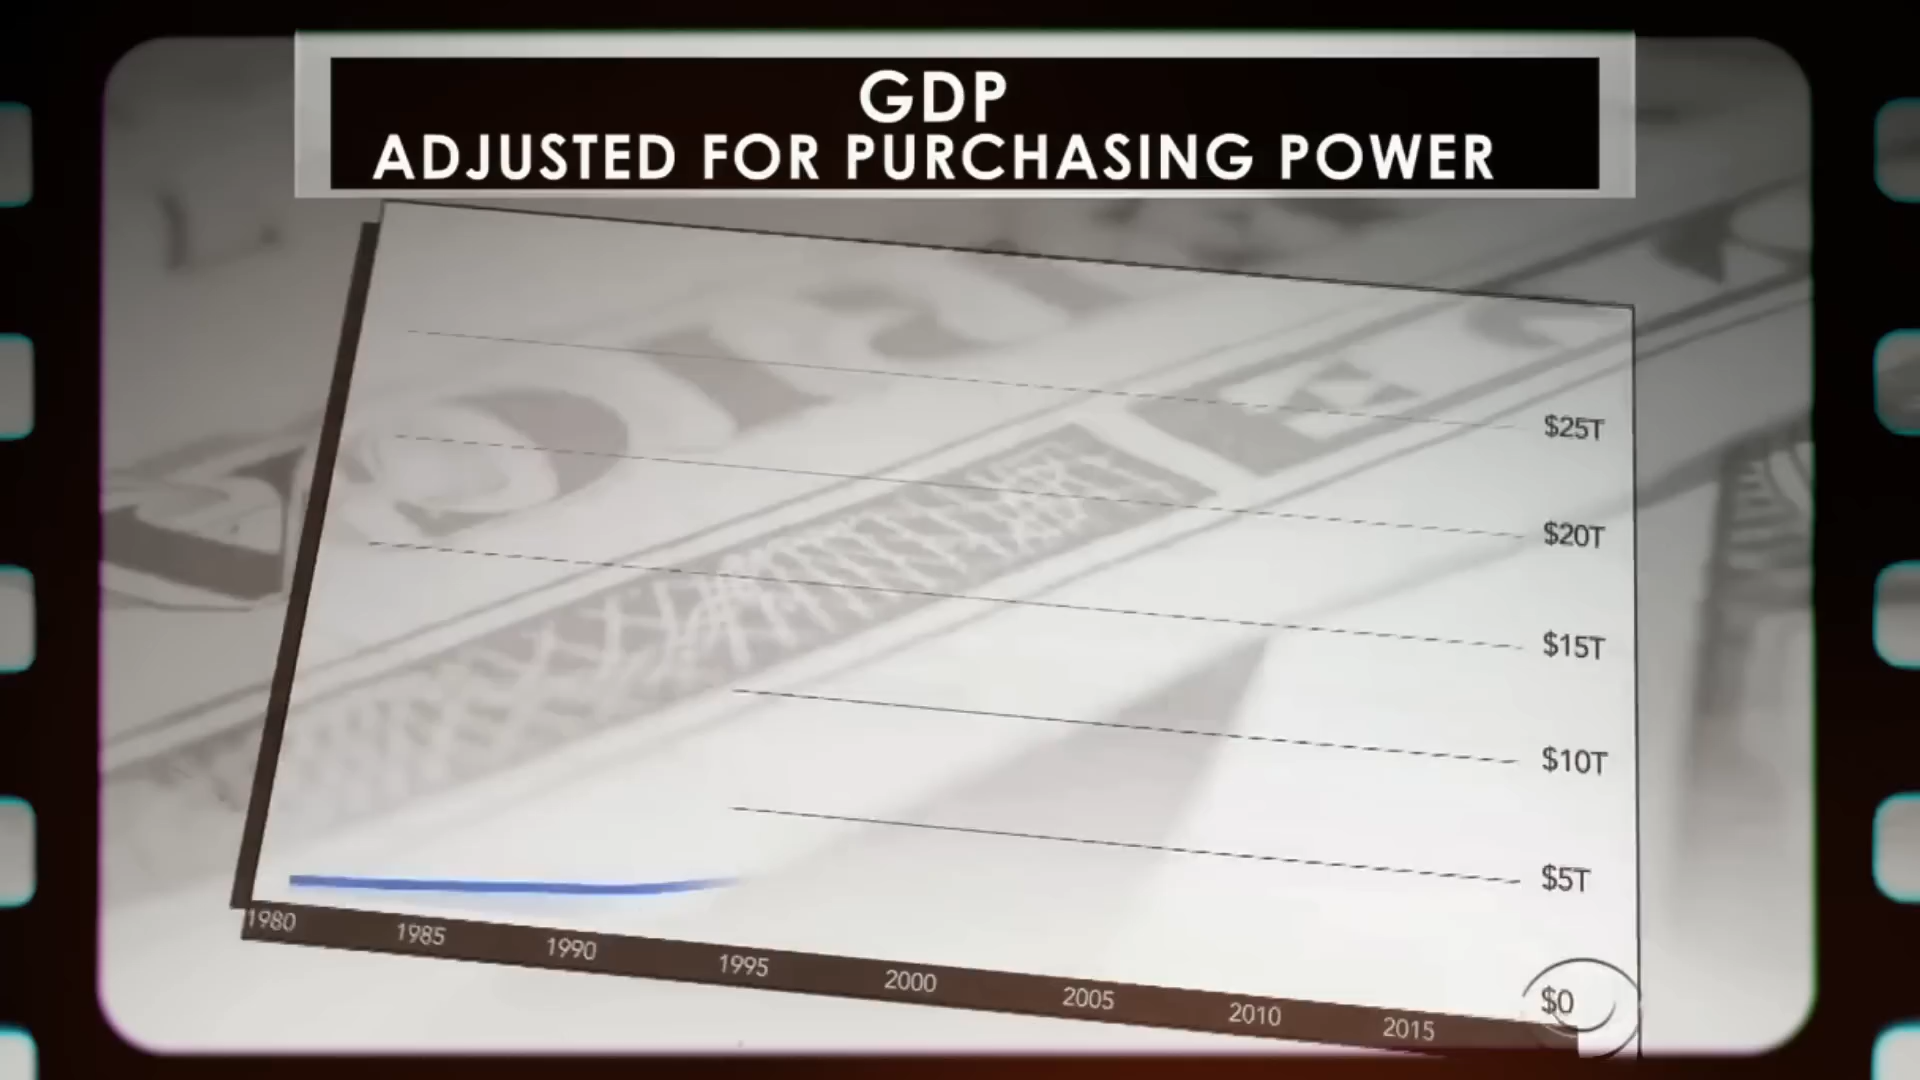 GDP
ADJUSTED FOR PURCHASING POWER
$25T
$20T
$15T
$10T
$5T
$0
1980
1985
1990
1995
2000
2005
2010
2015